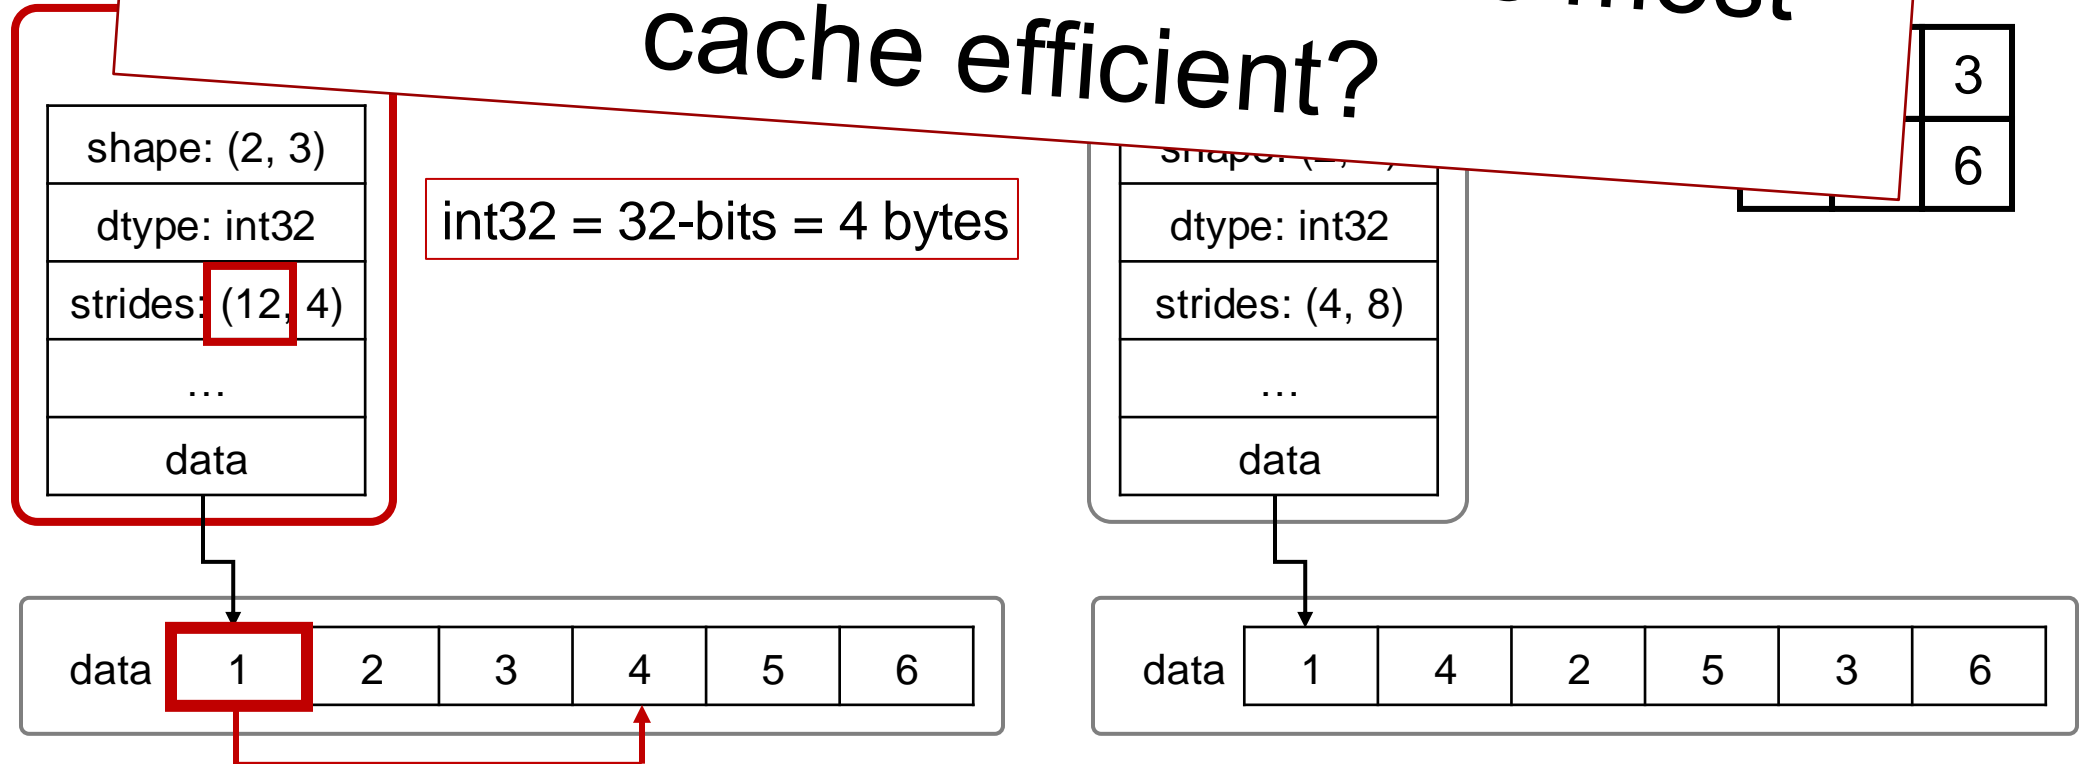 most
cache efficient?
3
6
shape: (2, 3)
dtype: int32
strides: (12, 4)
…
data
int32 = 32-bits = 4 bytes
dtype: int32
strides: (4, 8)
…
data
data 1 2 3 4 5 6
data 1 4 2 5 3 6